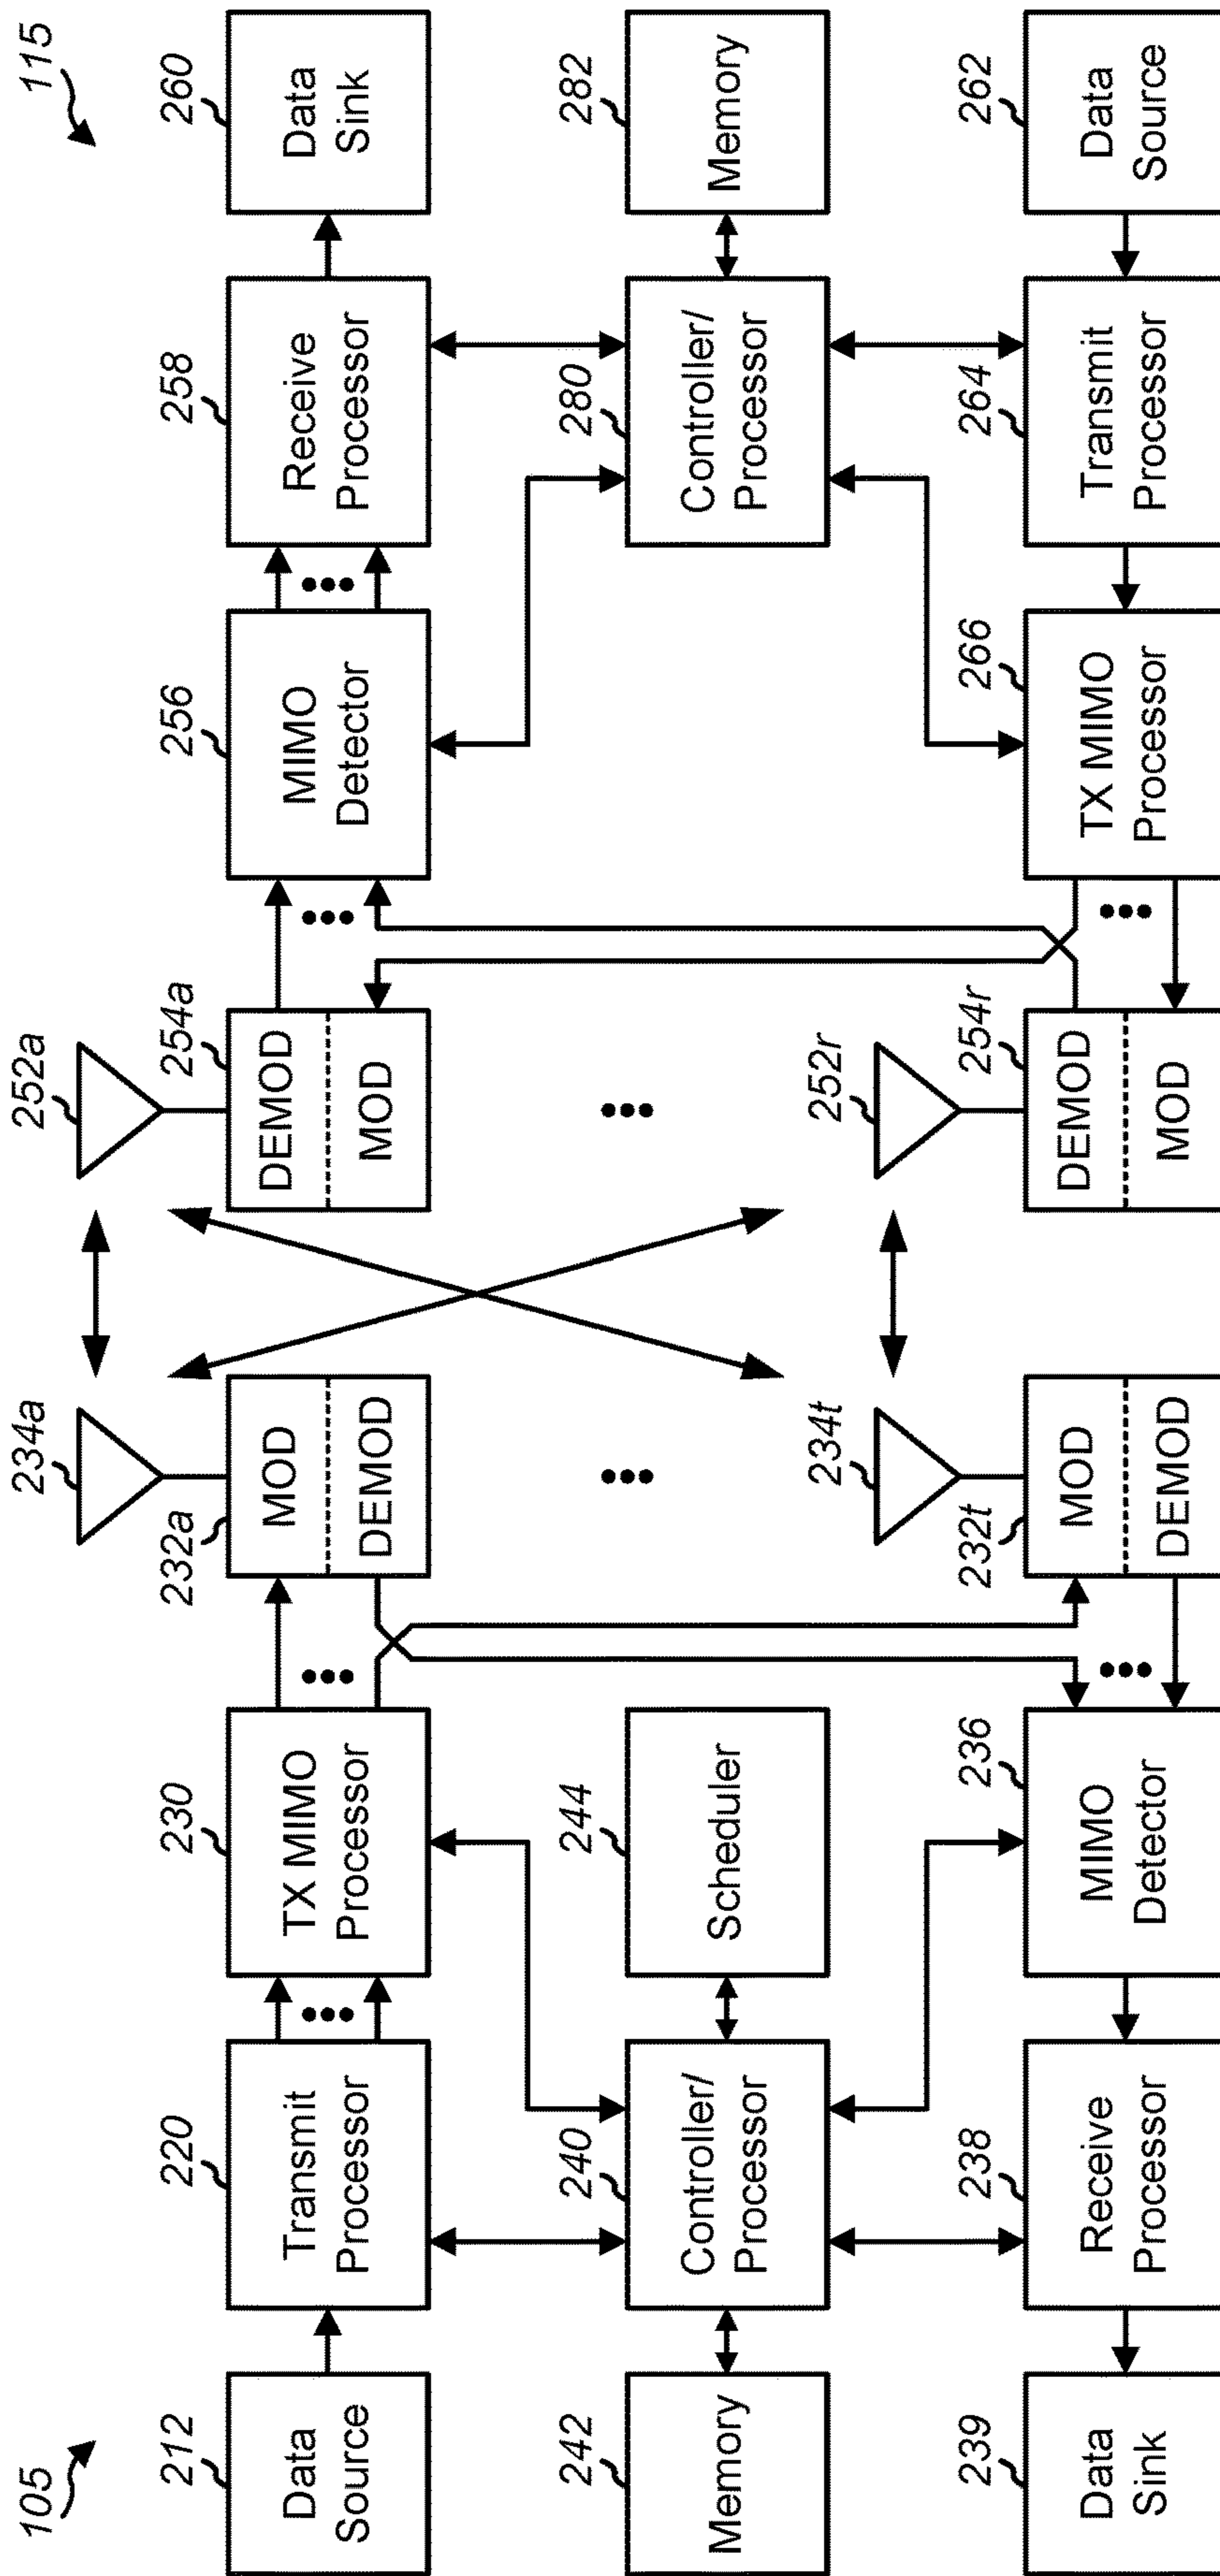 105
115
212
220
230
232a
234a
252a
254a
256
258
260
Data
Source
Transmit
Processor
TX MIMO
Processor
MOD
DEMOD
DEMOD
MOD
MIMO
Detector
Receive
Processor
Data
Sink
242
240
244
280
282
Memory
Controller/
Processor
Scheduler
Controller/
Processor
Memory
239
238
236
232t
234t
252r
254r
266
264
262
Data
Sink
Receive
Processor
MIMO
Detector
MOD
DEMOD
DEMOD
MOD
TX MIMO
Processor
Transmit
Processor
Data
Source